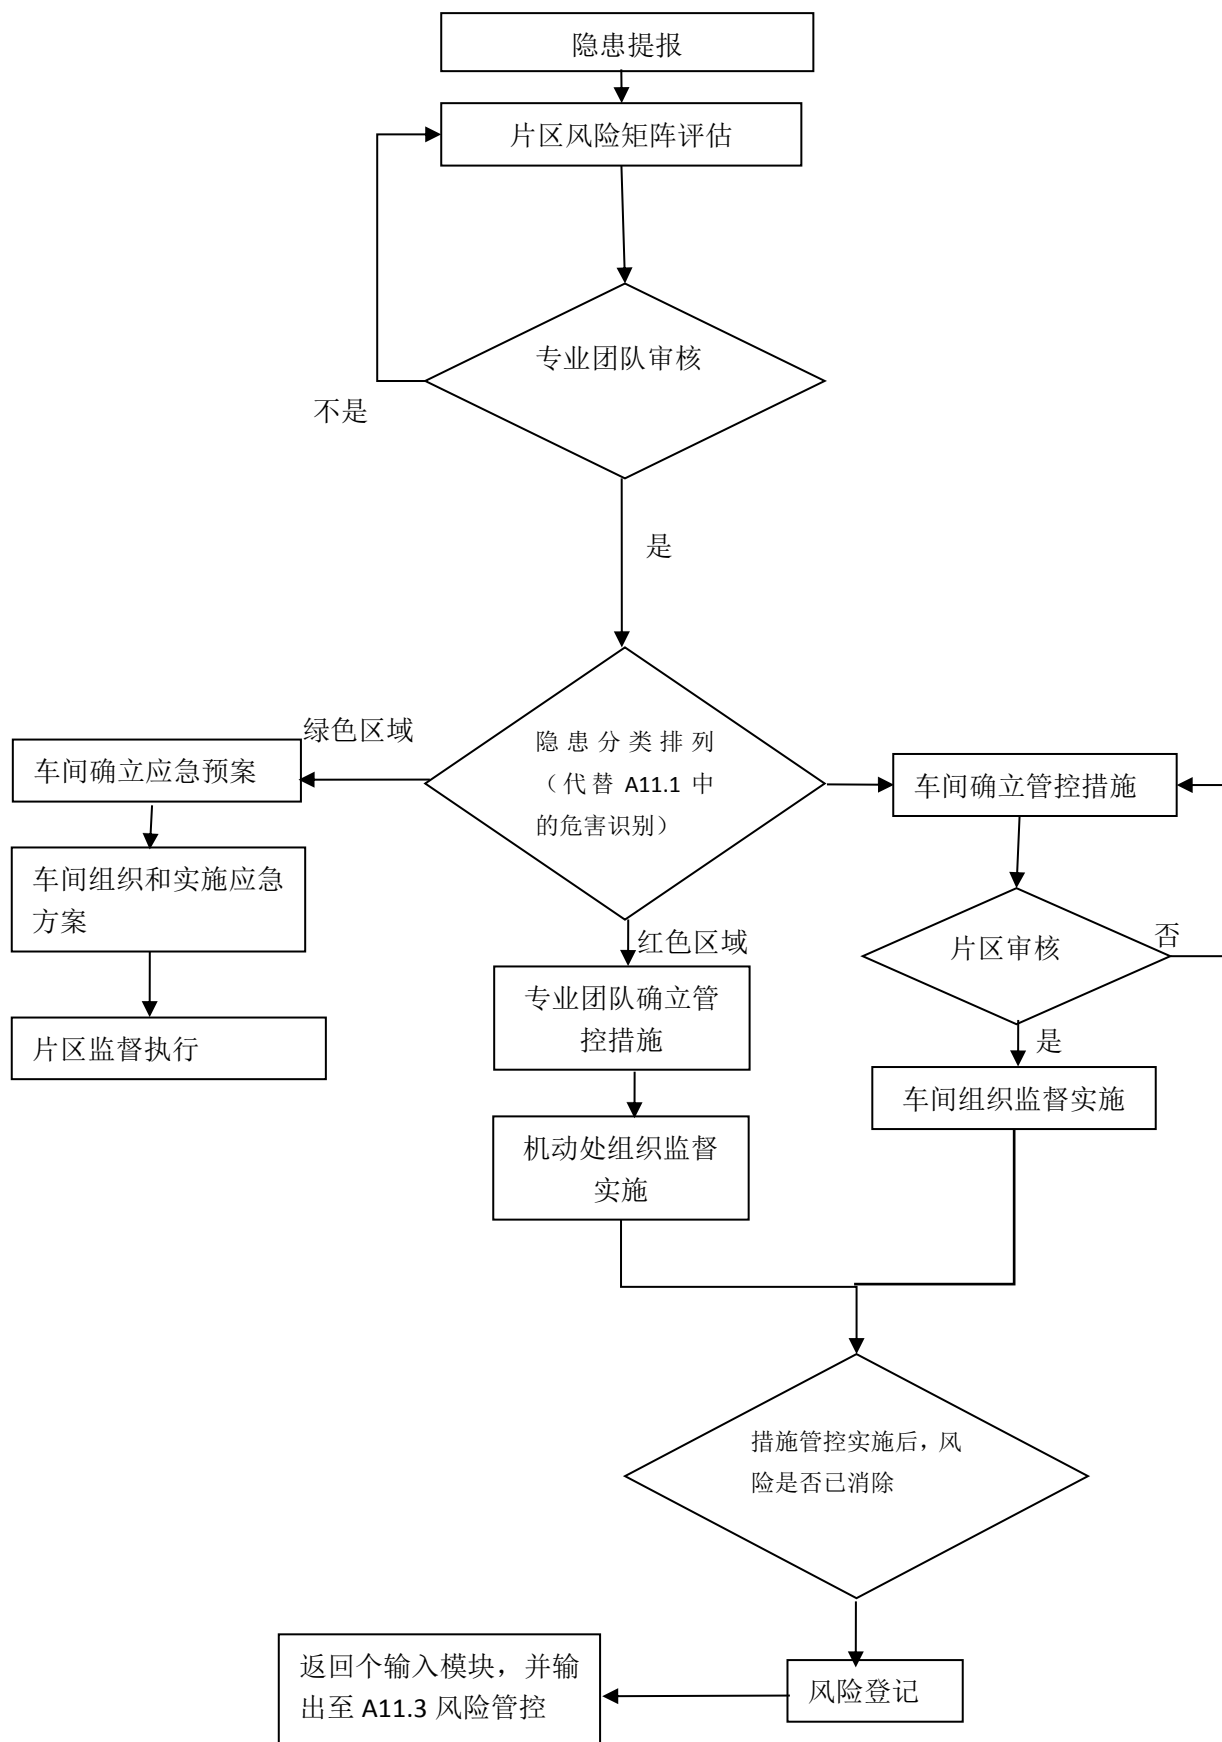 隐患提报
片区风险矩阵评估
专业团队审核
不是
是
绿色区域
隐患分类排列
（代替 A11.1 中
的危害识别）
车间确立应急预案
车间确立管控措施
车间组织和实施应急
方案
红色区域
片区审核
否
专业团队确立管
控措施
片区监督执行
是
车间组织监督实施
机动处组织监督
实施
措施管控实施后，风
险是否已消除
返回个输入模块，并输
出至 A11.3 风险管控
风险登记